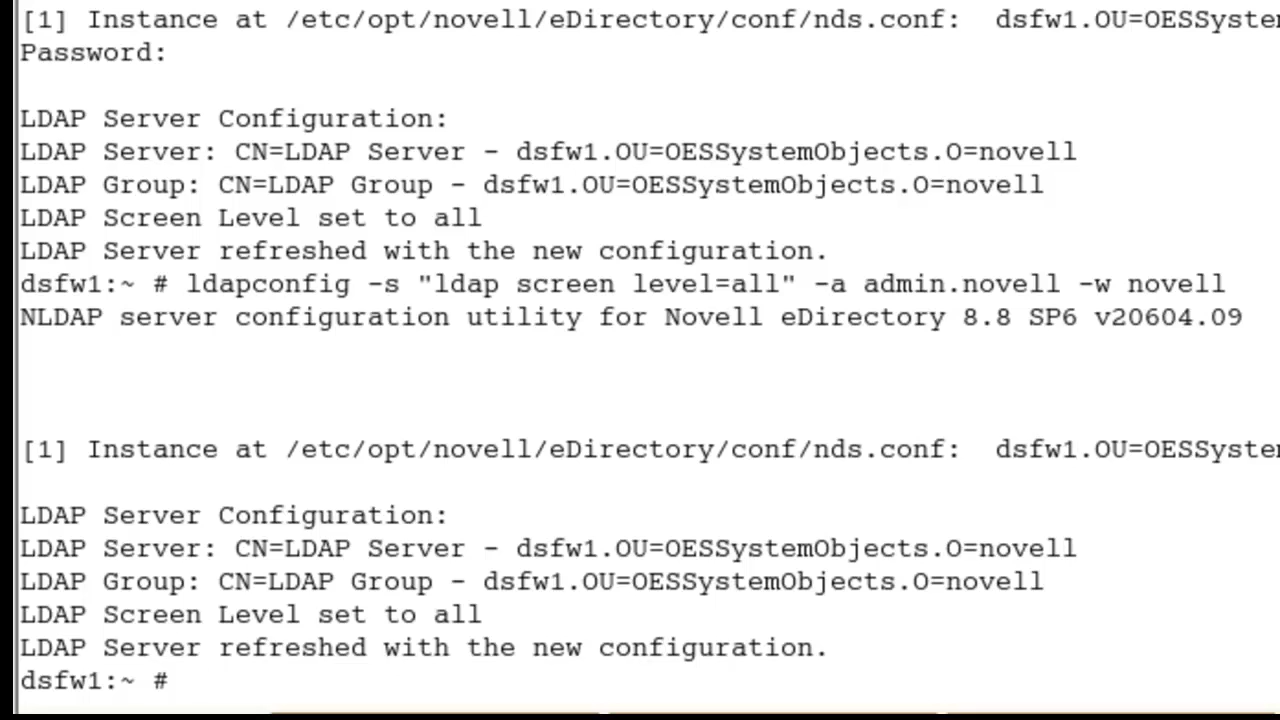 [1] Instance at /etc/opt/novell/eDirectory/conf/nds.conf:  dsfw1.OU=OESSystem
Password:
LDAP Server Configuration:
LDAP Server: CN=LDAP Server - dsfw1.OU=OESSystemObjects.O=novell
LDAP Group: CN=LDAP Group - dsfw1.OU=OESSystemObjects.O=novell
LDAP Screen Level set to all
LDAP Server refreshed with the new configuration.
dsfw1:~ # ldapconfig -s "ldap screen level=all" -a admin.novell -w novell
NLDAP server configuration utility for Novell eDirectory 8.8 SP6 v20604.09
[1] Instance at /etc/opt/novell/eDirectory/conf/nds.conf:  dsfw1.OU=OESSystem
LDAP Server Configuration:
LDAP Server: CN=LDAP Server - dsfw1.OU=OESSystemObjects.O=novell
LDAP Group: CN=LDAP Group - dsfw1.OU=OESSystemObjects.O=novell
LDAP Screen Level set to all
LDAP Server refreshed with the new configuration.
dsfw1:~ #